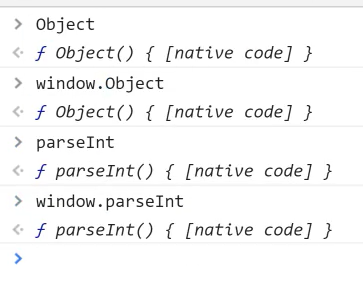 > Object
<· ƒ Object() { [native code] }
> window.Object
<· ƒ Object() { [native code] }
> parseInt
<· ƒ parseInt() { [native code] }
> window.parseInt
<· ƒ parseInt() { [native code] }
>